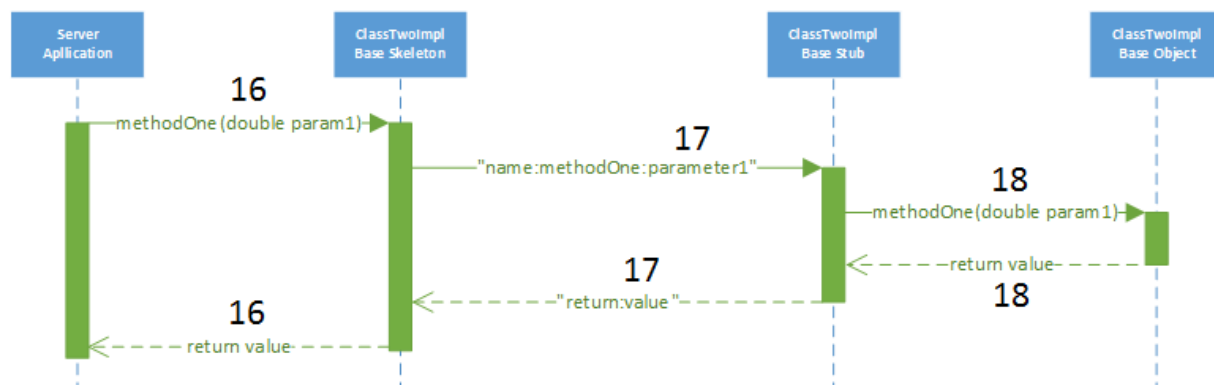 Server
Apllication
ClassTwoImpl
Base Skeleton
ClassTwoImpl
Base Stub
ClassTwoImpl
Base Object
16
methodOne(double param1)
17
"name:methodOne:parameter1"
18
methodOne(double param1)
return value
18
17
"return:value"
16
return value